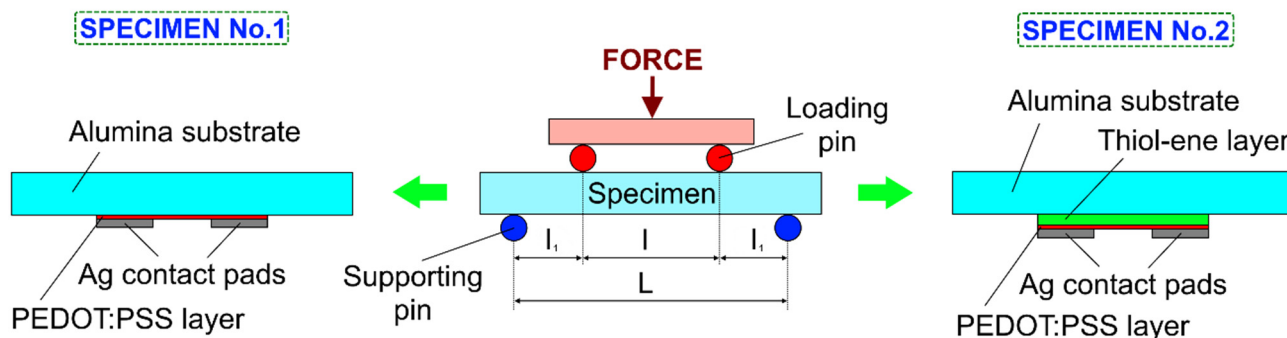 SPECIMEN No.1
Alumina substrate
Ag contact pads
PEDOT:PSS layer
FORCE
Loading
pin
Specimen
l₁
l
l₁
L
Supporting
pin
SPECIMEN No.2
Alumina substrate
Thiol-ene layer
Ag contact pads
PEDOT:PSS layer